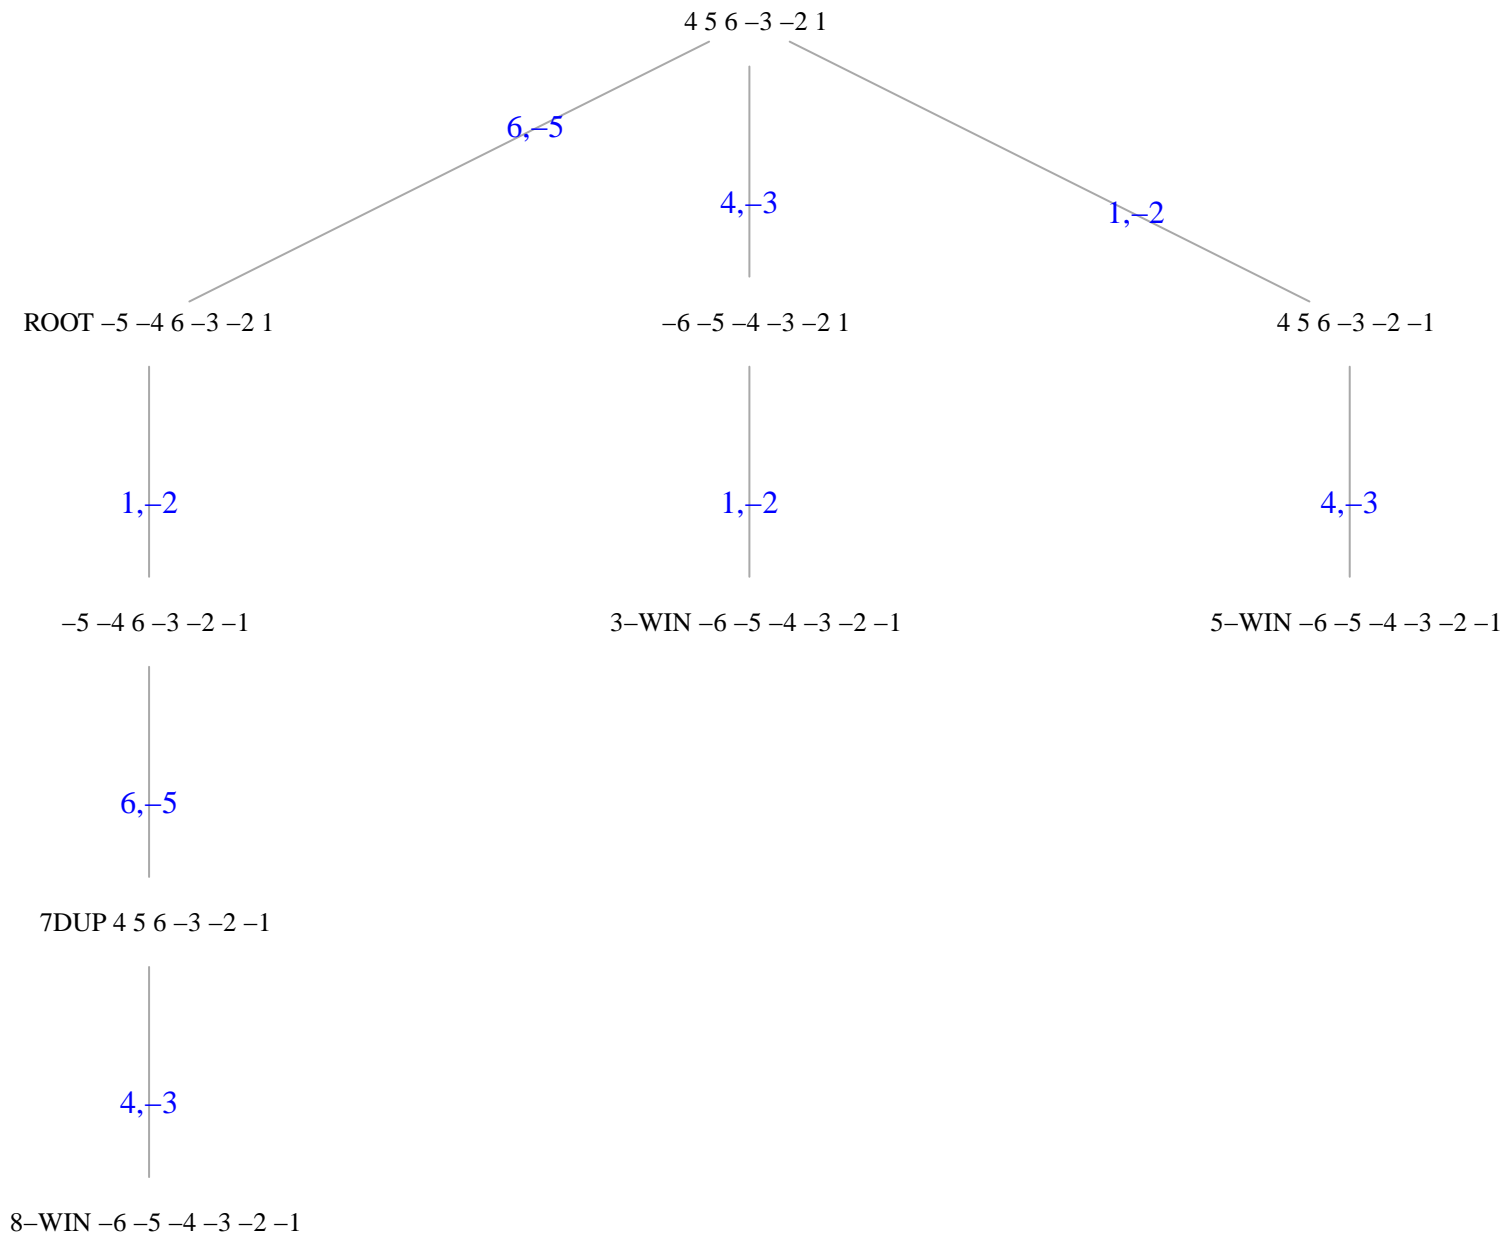 4 5 6 –3 –2 1
6,–5
4,–3
1,–2
ROOT –5 –4 6 –3 –2 1
–6 –5 –4 –3 –2 1
4 5 6 –3 –2 –1
1,–2
1,–2
4,–3
–5 –4 6 –3 –2 –1
3–WIN –6 –5 –4 –3 –2 –1
5–WIN –6 –5 –4 –3 –2 –1
6,–5
7DUP 4 5 6 –3 –2 –1
4,–3
8–WIN –6 –5 –4 –3 –2 –1